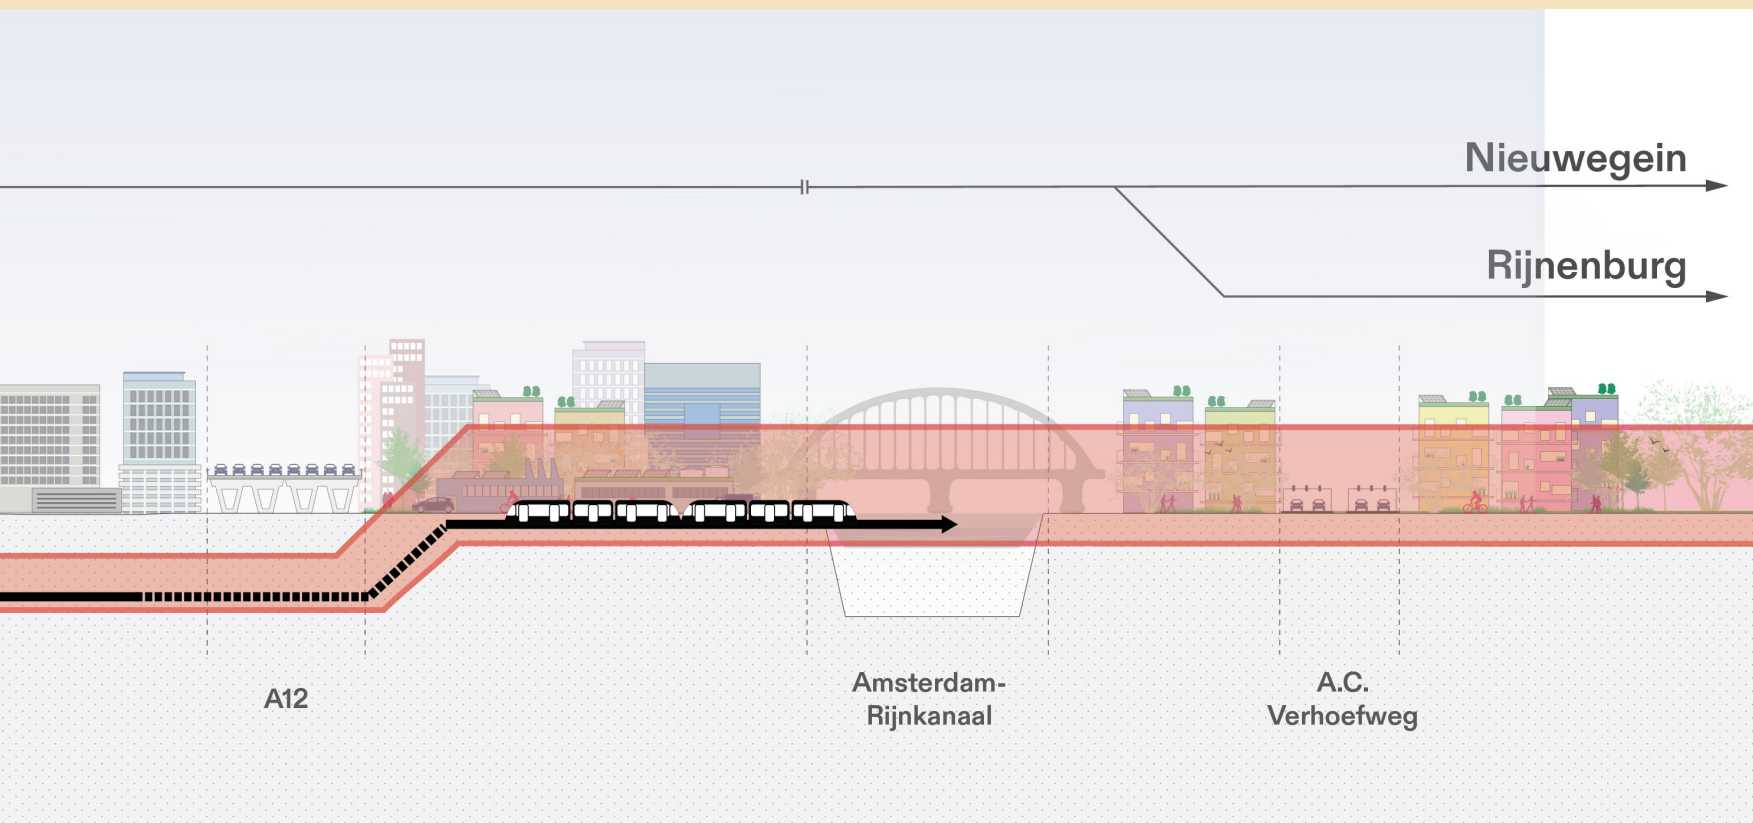 Nieuwegein
Rijnenburg
A12
Amsterdam-
Rijnkanaal
A.C.
Verhoefweg